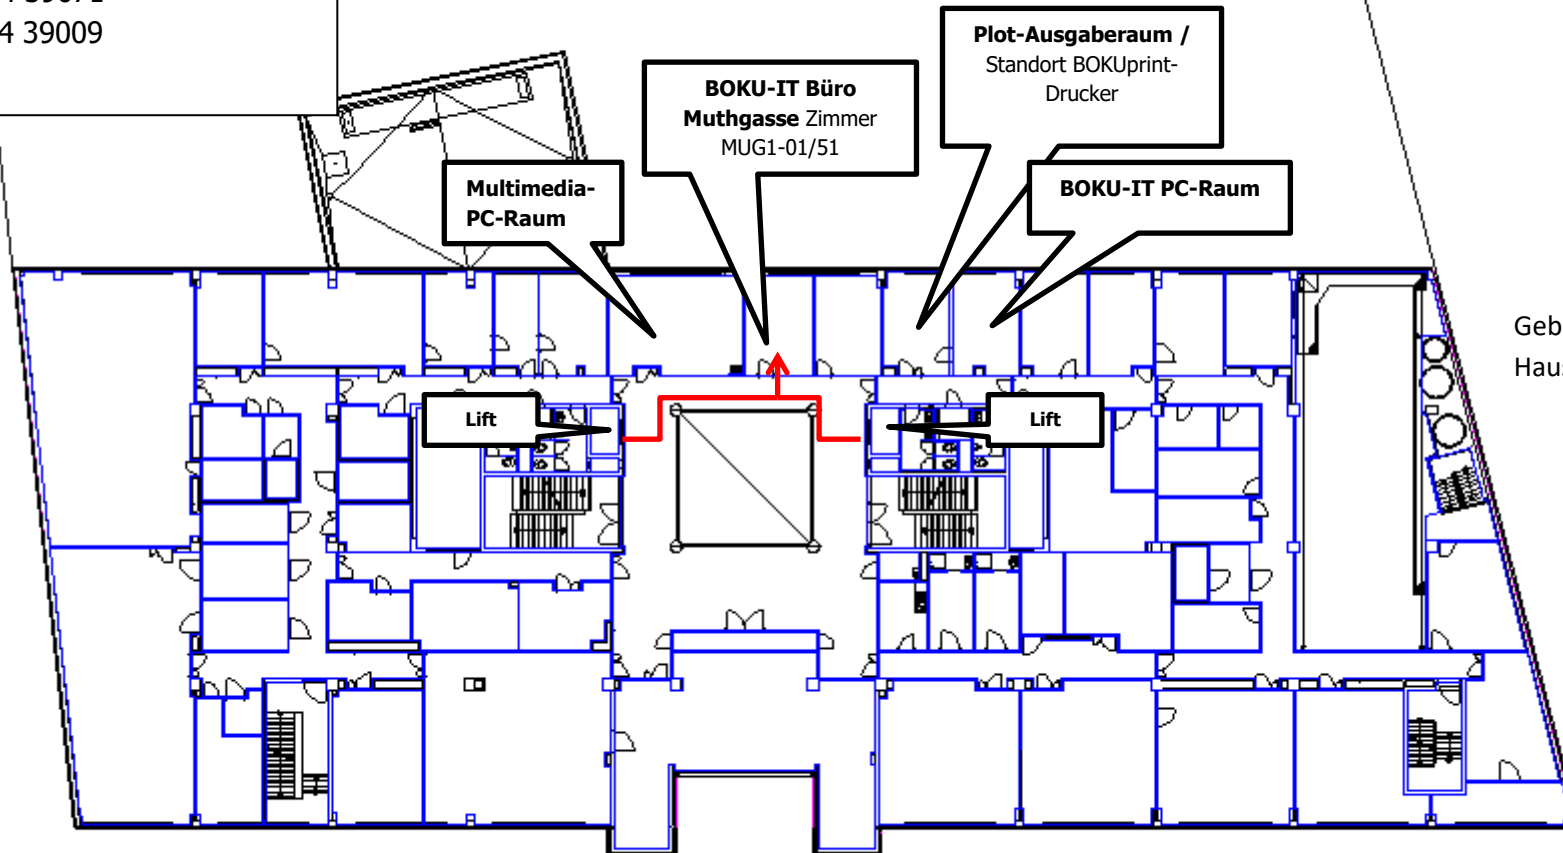 4 39009
Plot-Ausgaberaum /
Standort BOKUprint-
Drucker
BOKU-IT Büro
Muthgasse Zimmer
MUG1-01/51
Multimedia-
PC-Raum
BOKU-IT PC-Raum
Lift
Lift
Geb
Haus